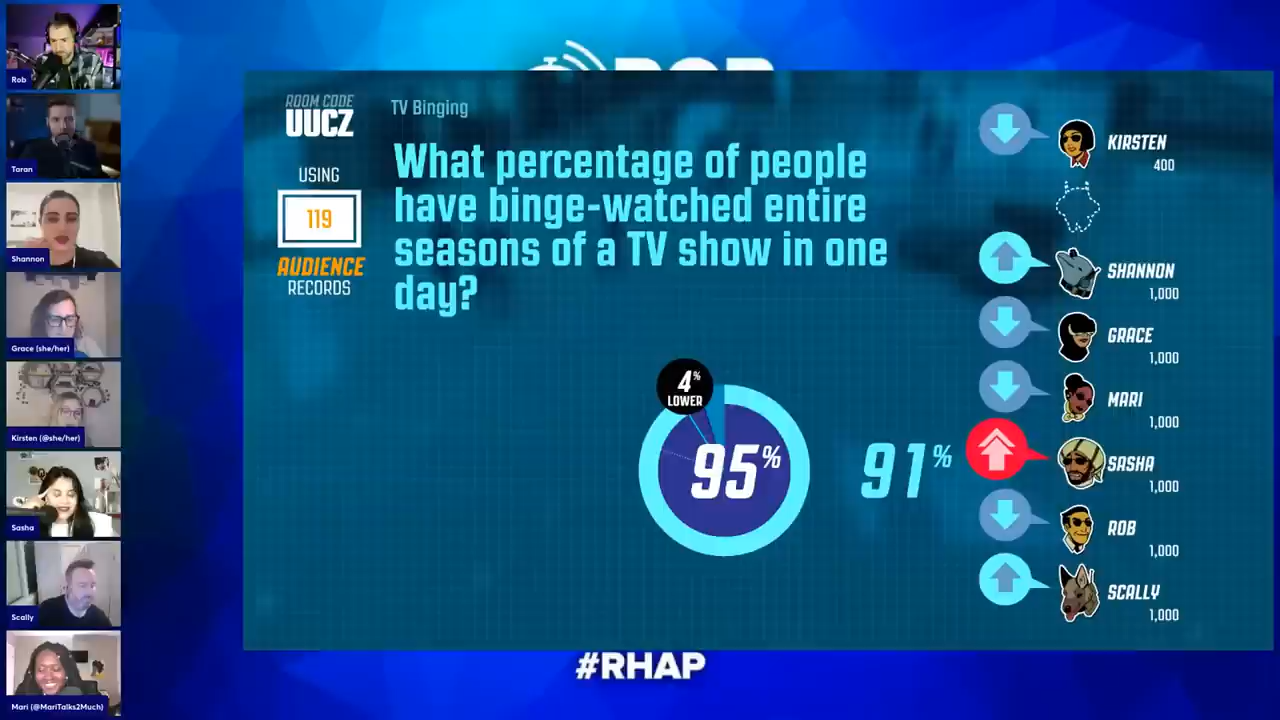 Rob
Taran
Shannon
Grace (she/her)
Kirsten (@she/her)
Sasha
Scally
Mari (@MariTalks2Much)
ROOM CODE
UUCZ
USING
119
AUDIENCE
RECORDS
TV Binging
What percentage of people
have binge-watched entire
seasons of a TV show in one
day?
4%
LOWER
95%
91%
KIRSTEN
400
SHANNON
1,000
GRACE
1,000
MARI
1,000
SASHA
1,000
ROB
1,000
SCALLY
1,000
#RHAP